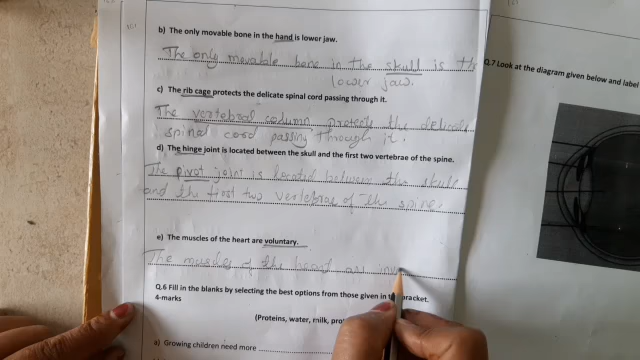 b) The only movable bone in the hand is lower jaw.
The only movable bone in the skull is the
lower jaw.
c) The rib cage protects the delicate spinal cord passing through it.
The vertebral column protects the delicate
spinal cord passing through it.
d) The hinge joint is located between the skull and the first two vertebrae of the spine.
The pivot joint is located between the skull
and the first two vertebrae of the spine.
e) The muscles of the heart are voluntary.
The muscles of the heart are inv
Q.6 Fill in the blanks by selecting the best options from those given in the bracket.
4-marks
(Proteins, water, milk,
a) Growing children need more
Q.7 Look at the diagram given below and label